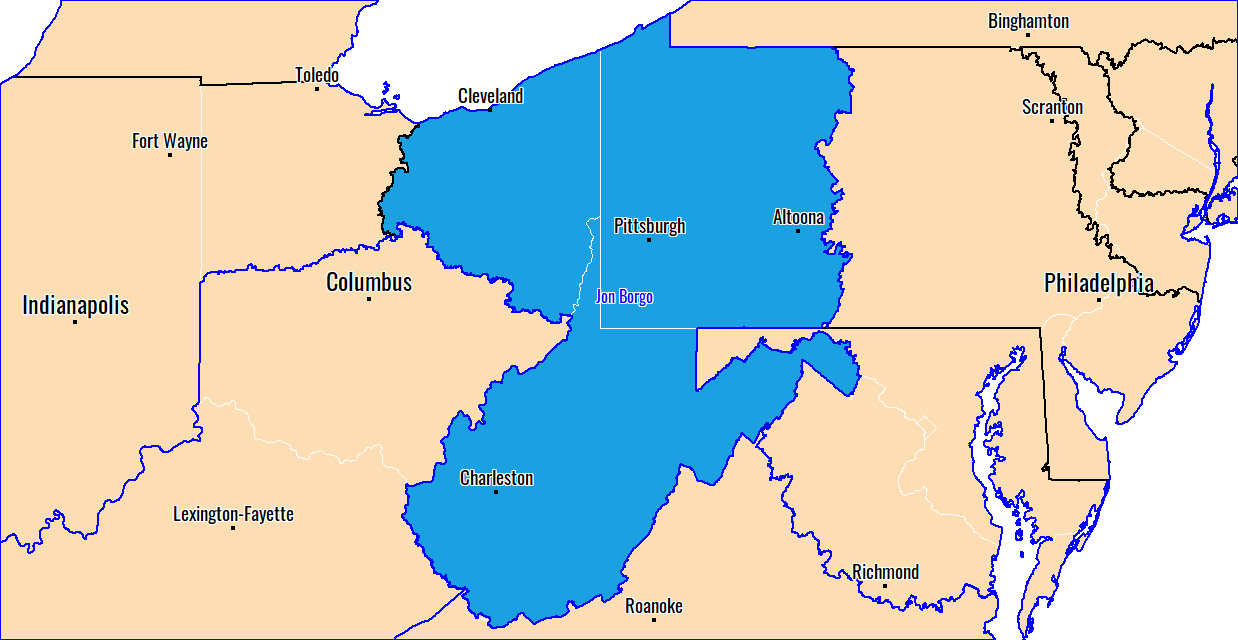 Binghamton
Toledo
Cleveland
Scranton
Fort Wayne
Altoona
Pittsburgh
Columbus
Philadelphia
Jon Borgo
Indianapolis
Charleston
Lexington-Fayette
Richmond
Roanoke